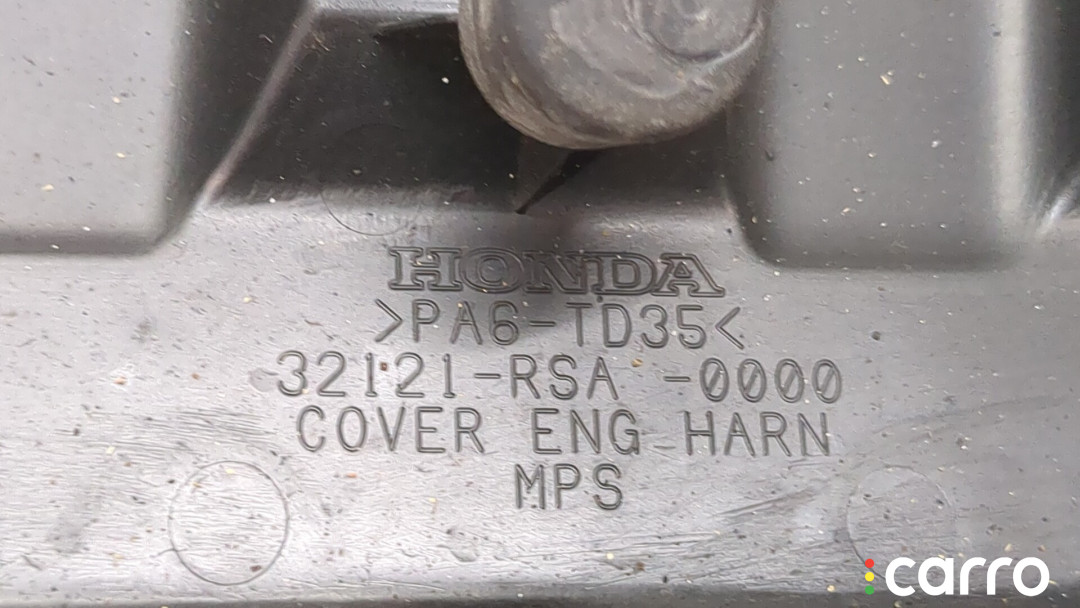 HONDA
>PA6-TD35<
32121-RSA -0000
COVER ENG HARN
MPS
carro